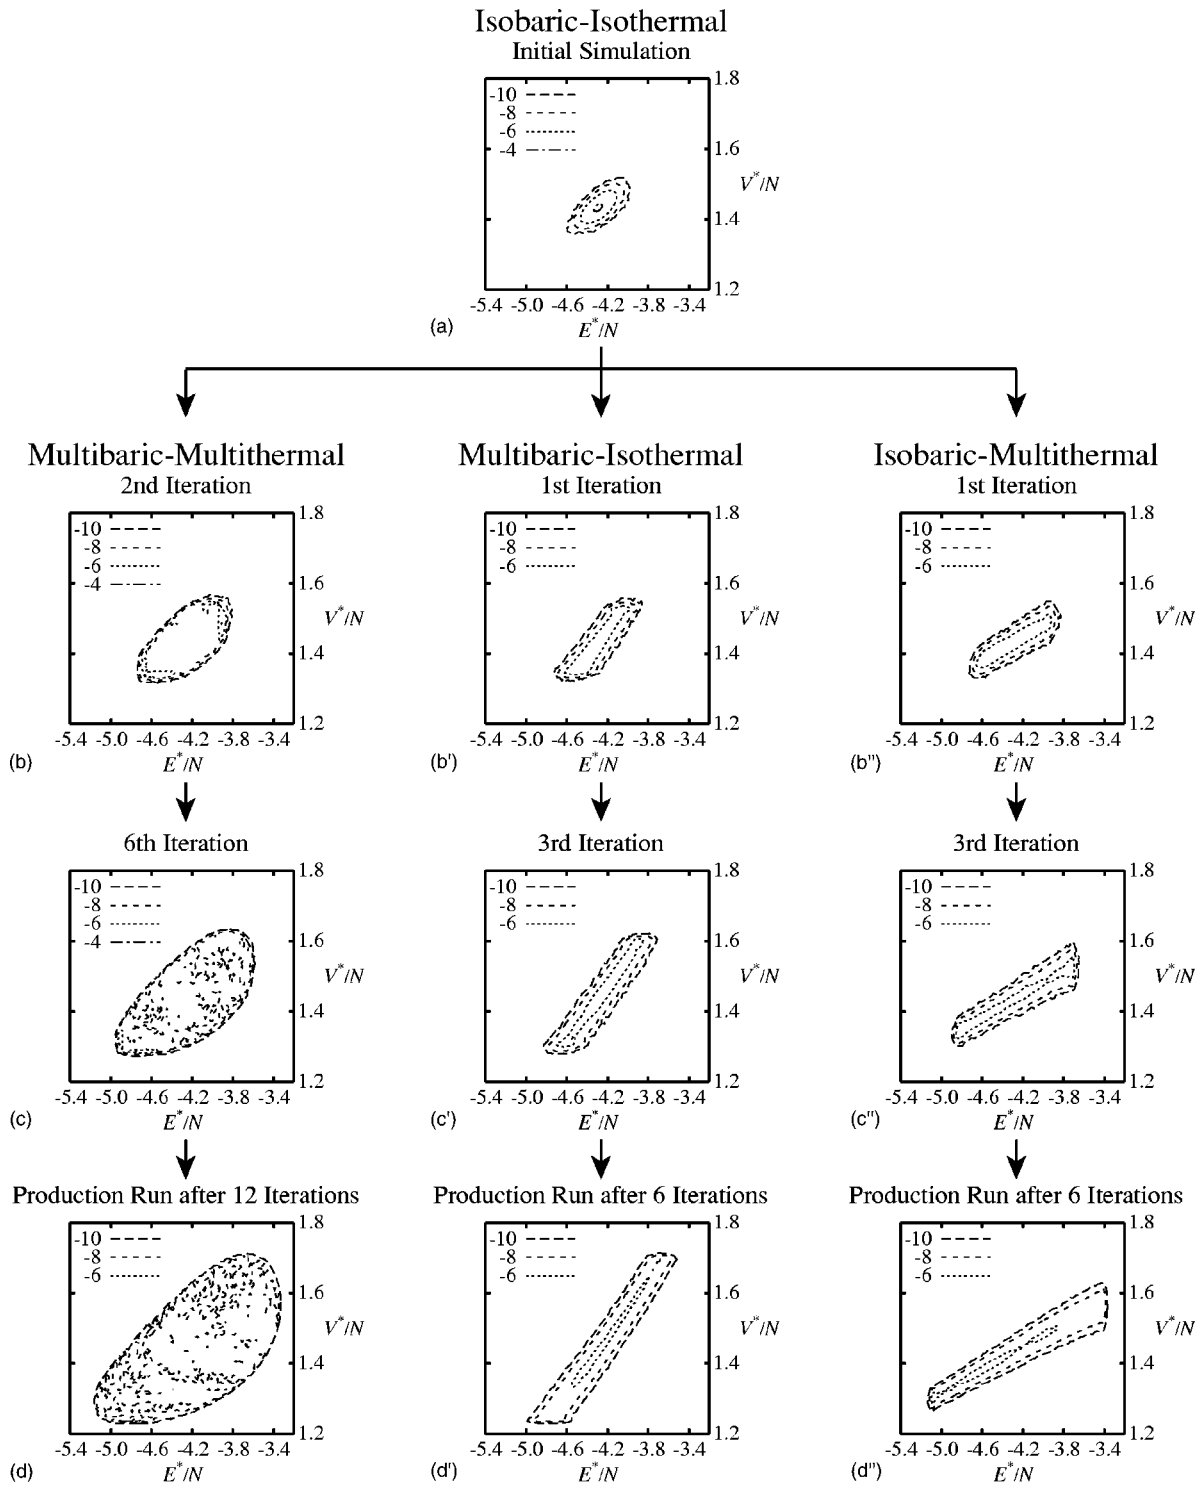 Isobaric-Isothermal
Initial Simulation
-10
-8
-6
-4
1.8
1.6
V*/N
1.4
1.2
-5.4 -5.0 -4.6 -4.2 -3.8 -3.4
(a)
E*/N
Multibaric-Multithermal
2nd Iteration
-10
-8
-6
-4
1.8
1.6
V*/N
1.4
1.2
-5.4 -5.0 -4.6 -4.2 -3.8 -3.4
(b)
E*/N
Multibaric-Isothermal
1st Iteration
-10
-8
-6
1.8
1.6
V*/N
1.4
1.2
-5.4 -5.0 -4.6 -4.2 -3.8 -3.4
(b')
E*/N
Isobaric-Multithermal
1st Iteration
-10
-8
-6
1.8
1.6
V*/N
1.4
1.2
-5.4 -5.0 -4.6 -4.2 -3.8 -3.4
(b")
E*/N
6th Iteration
-10
-8
-6
-4
1.8
1.6
V*/N
1.4
1.2
-5.4 -5.0 -4.6 -4.2 -3.8 -3.4
(c)
E*/N
3rd Iteration
-10
-8
-6
1.8
1.6
V*/N
1.4
1.2
-5.4 -5.0 -4.6 -4.2 -3.8 -3.4
(c')
E*/N
3rd Iteration
-10
-8
-6
1.8
1.6
V*/N
1.4
1.2
-5.4 -5.0 -4.6 -4.2 -3.8 -3.4
(c")
E*/N
Production Run after 12 Iterations
-10
-8
-6
1.8
1.6
V*/N
1.4
1.2
-5.4 -5.0 -4.6 -4.2 -3.8 -3.4
(d)
E*/N
Production Run after 6 Iterations
-10
-8
-6
1.8
1.6
V*/N
1.4
1.2
-5.4 -5.0 -4.6 -4.2 -3.8 -3.4
(d')
E*/N
Production Run after 6 Iterations
-10
-8
-6
1.8
1.6
V*/N
1.4
1.2
-5.4 -5.0 -4.6 -4.2 -3.8 -3.4
(d")
E*/N